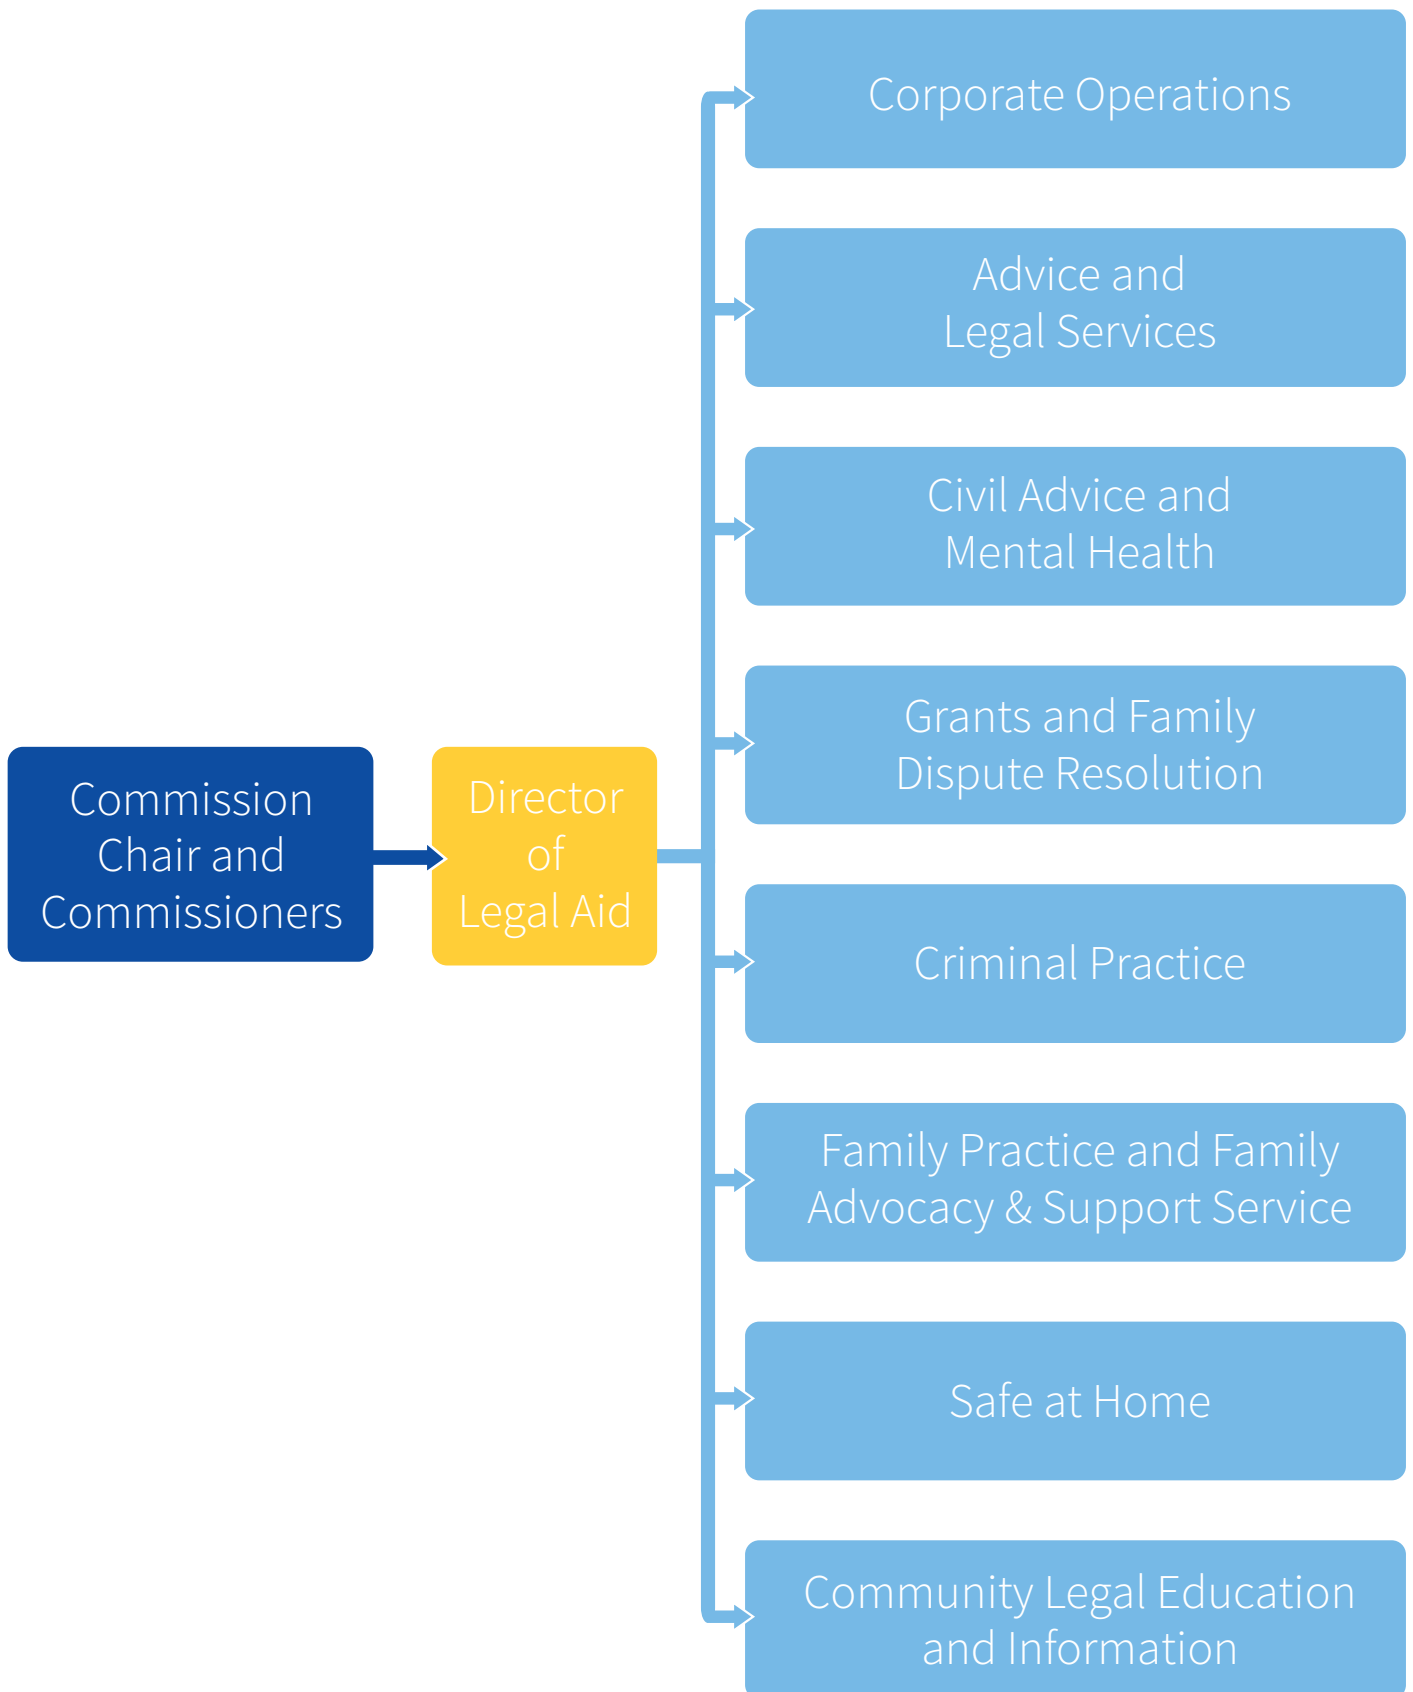 Commission
Chair and
Commissioners
Director
of
Legal Aid
Corporate Operations
Advice and
Legal Services
Civil Advice and
Mental Health
Grants and Family
Dispute Resolution
Criminal Practice
Family Practice and Family
Advocacy & Support Service
Safe at Home
Community Legal Education
and Information